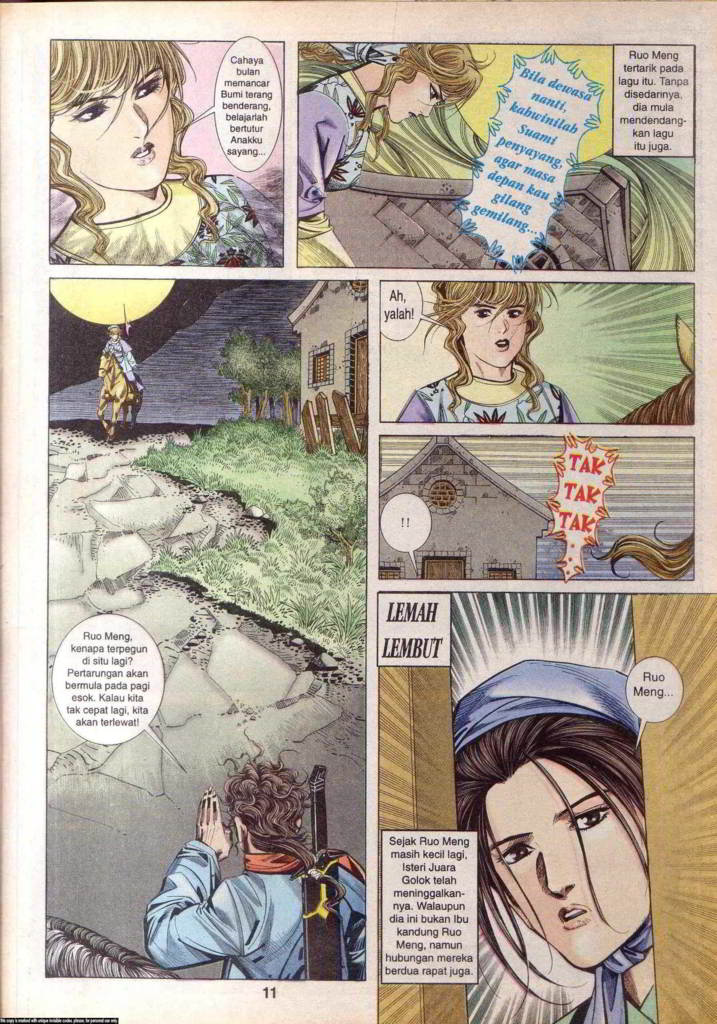 Cahaya
bulan
memancar
Bumi terang
benderang,
belajarlah
bertutur
Anakku
sayang...
Bila dewasa
nanti,
kahwinilah
Suami
penyayang,
agar masa
depan kau
gilang
gemilang...
Ruo Meng
tertarik pada
lagu itu. Tanpa
disedarinya,
dia mula
mendendang-
kan lagu
itu juga.
Ah,
yalah!
!!
TAK
TAK
TAK
Ruo Meng,
kenapa terpegun
di situ lagi?
Pertarungan akan
bermula pada pagi
esok. Kalau kita
tak cepat lagi, kita
akan terlewat!
LEMAH
LEMBUT
Ruo
Meng...
Sejak Ruo Meng
masih kecil lagi,
Isteri Juara
Golok telah
meninggalkan-
nya. Walaupun
dia ini bukan Ibu
kandung Ruo
Meng, namun
hubungan mereka
berdua rapat juga.
11
this copy is marked with unique invisible codes, please, for personal use only